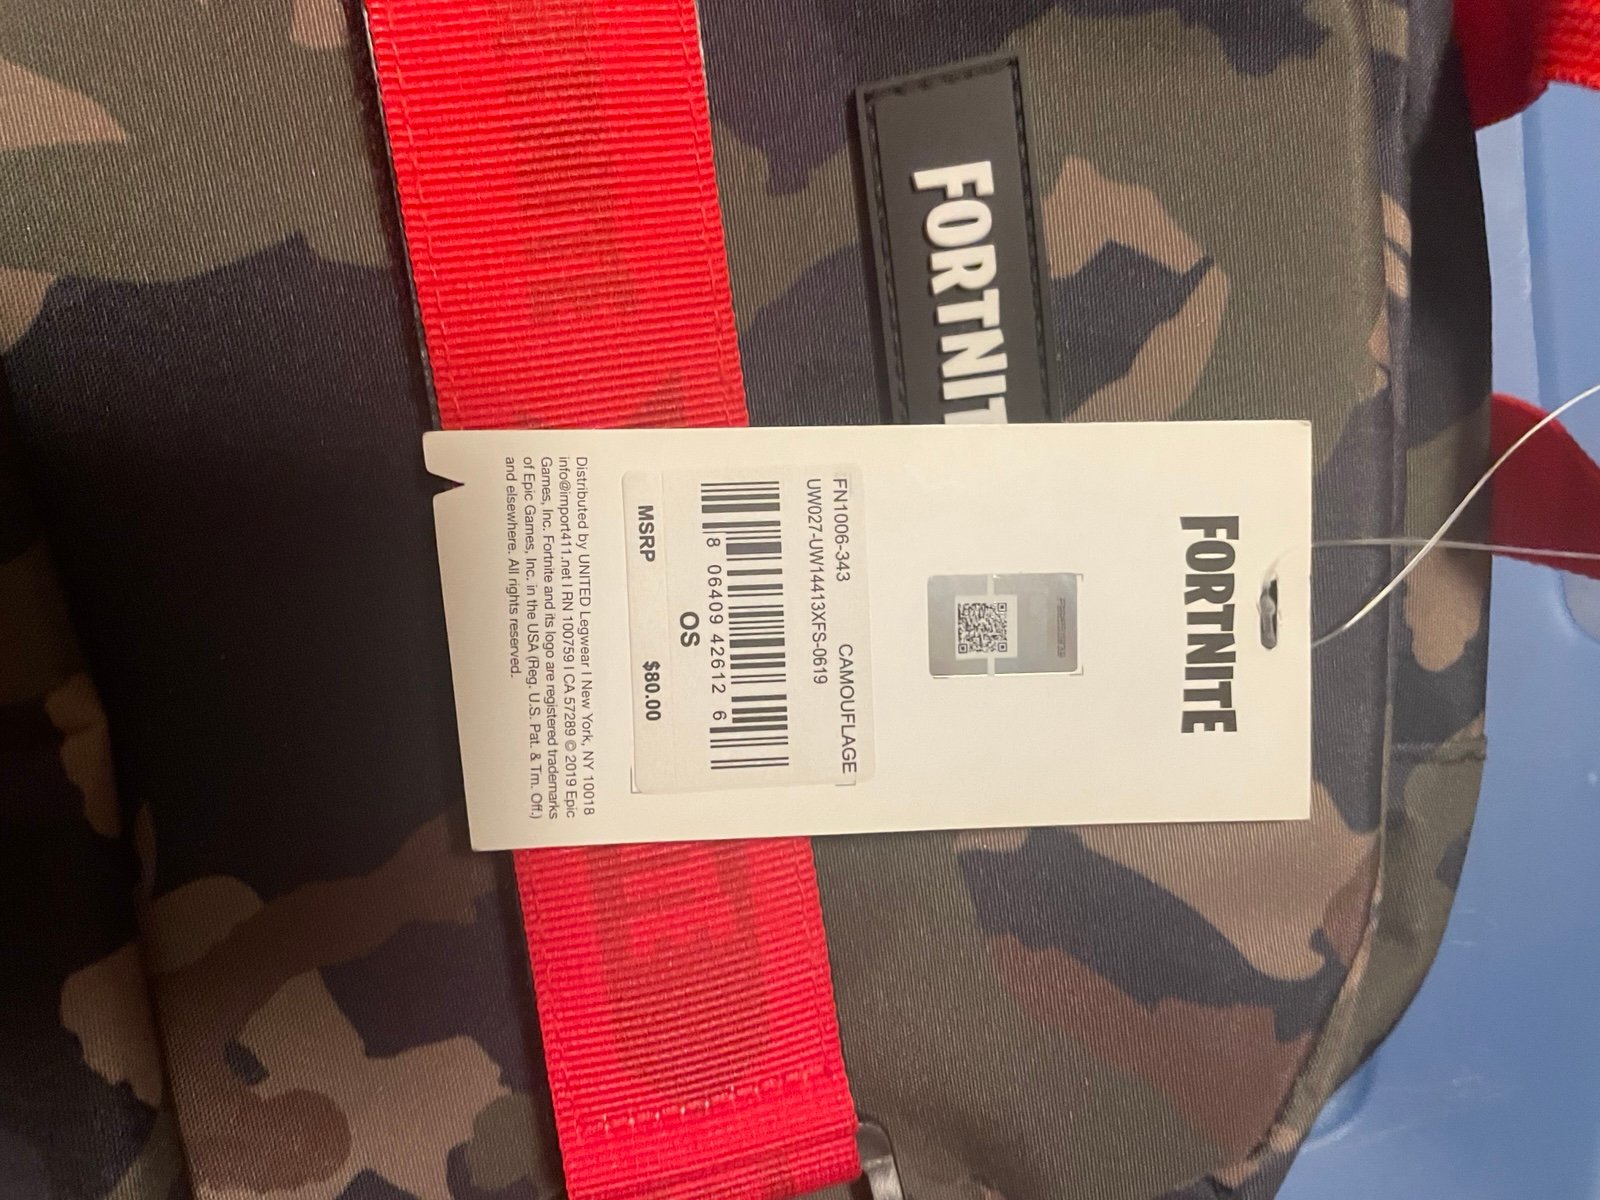 FORTNIT
FORTNITE
FN1006-343 CAMOUFLAGE
UW027-UW14413XFS-0619
8 06409 42612 6
OS
MSRP $80.00
Distributed by UNITED Legwear I New York, NY 10018
info@import411.net I RN 100759 I CA 57289 © 2019 Epic
Games, Inc. Fortnite and its logo are registered trademarks
of Epic Games, Inc. in the USA (Reg. U.S. Pat. & Tm. Off.)
and elsewhere. All rights reserved.